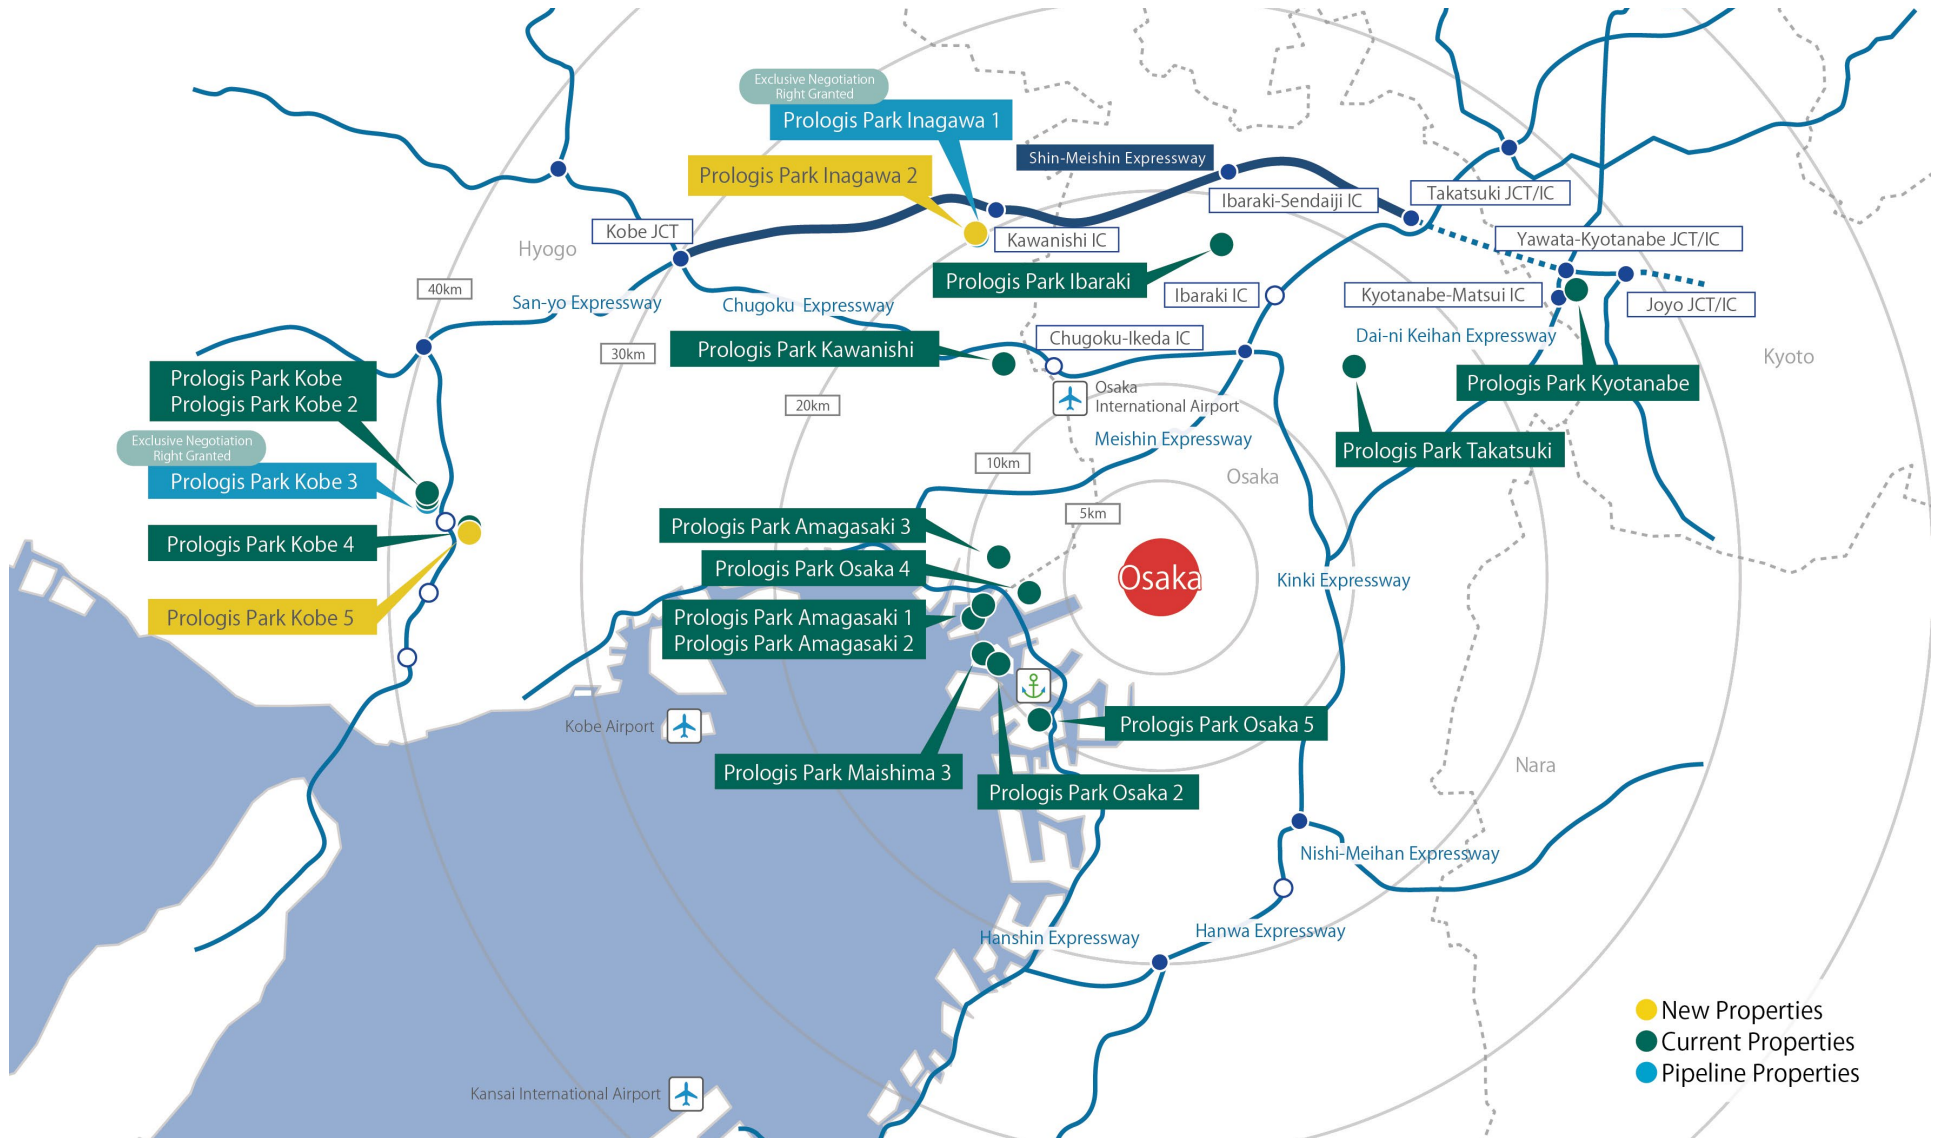 Exclusive Negotiation
Right Granted
Prologis Park Inagawa 1
Shin-Meishin Expressway
Prologis Park Inagawa 2
Ibaraki-Sendaiji IC
Takatsuki JCT/IC
Kobe JCT
Hyogo
Kawanishi IC
Yawata-Kyotanabe JCT/IC
Prologis Park Ibaraki
40km
San-yo Expressway
Chugoku Expressway
Ibaraki IC
Kyotanabe-Matsui IC
Joyo JCT/IC
Dai-ni Keihan Expressway
30km
Prologis Park Kawanishi
Chugoku-Ikeda IC
Kyoto
Prologis Park Kobe
Prologis Park Kobe 2
20km
Osaka
International Airport
Prologis Park Kyotanabe
Exclusive Negotiation
Right Granted
Meishin Expressway
Prologis Park Takatsuki
10km
Prologis Park Kobe 3
Osaka
5km
Prologis Park Amagasaki 3
Prologis Park Kobe 4
Prologis Park Osaka 4
Osaka
Kinki Expressway
Prologis Park Kobe 5
Prologis Park Amagasaki 1
Prologis Park Amagasaki 2
Kobe Airport
Prologis Park Osaka 5
Prologis Park Maishima 3
Nara
Prologis Park Osaka 2
Nishi-Meihan Expressway
Hanshin Expressway
Hanwa Expressway
Kansai International Airport
New Properties
Current Properties
Pipeline Properties